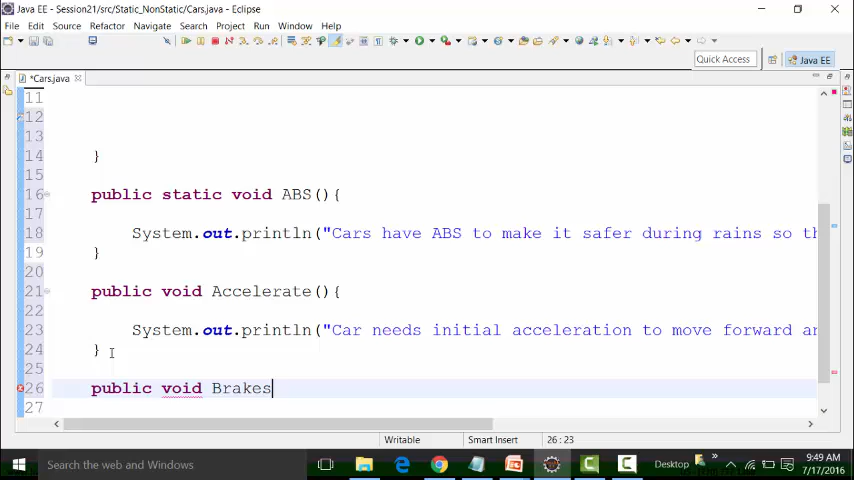 Java EE - Session21/src/Static_NonStatic/Cars.java - Eclipse
File Edit Source Refactor Navigate Search Project Run Window Help
Quick Access
Java EE
*Cars.java
11
12
13
14 }
15
16 public static void ABS(){
17
18 System.out.println("Cars have ABS to make it safer during rains so th
19 }
20
21 public void Accelerate(){
22
23 System.out.println("Car needs initial acceleration to move forward an
24 }
25
26 public void Brakes
27
Writable Smart Insert 26 : 23
Search the web and Windows
Desktop
9:49 AM
7/17/2016